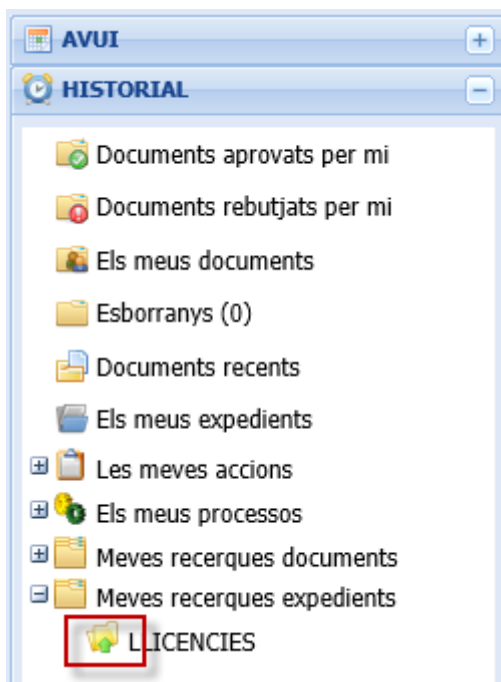 AVUI
HISTORIAL
Documents aprovats per mi
Documents rebutjats per mi
Els meus documents
Esborranys (0)
Documents recents
Els meus expedients
Les meves accions
Els meus processos
Meves recerques documents
Meves recerques expedients
LLICENCIES